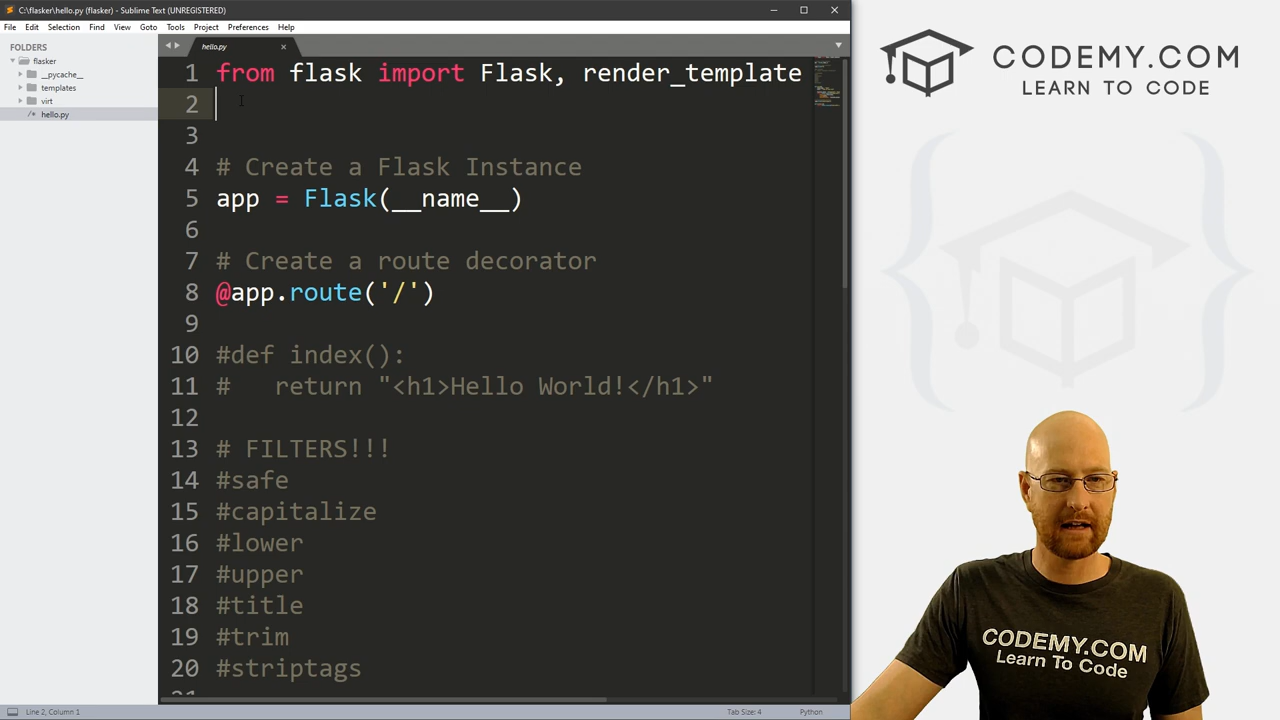 C:\flasker\hello.py (flasker) - Sublime Text (UNREGISTERED)
File Edit Selection Find View Goto Tools Project Preferences Help
FOLDERS
flasker
__pycache__
templates
virt
hello.py
hello.py
1 from flask import Flask, render_template
2
3
4 # Create a Flask Instance
5 app = Flask(__name__)
6
7 # Create a route decorator
8 @app.route('/')
9
10 #def index():
11 #   return "<h1>Hello World!</h1>"
12
13 # FILTERS!!!
14 #safe
15 #capitalize
16 #lower
17 #upper
18 #title
19 #trim
20 #striptags
Line 2, Column 1
Tab Size: 4
Python
CODEMY.COM
LEARN TO CODE
CODEMY.COM
Learn To Code